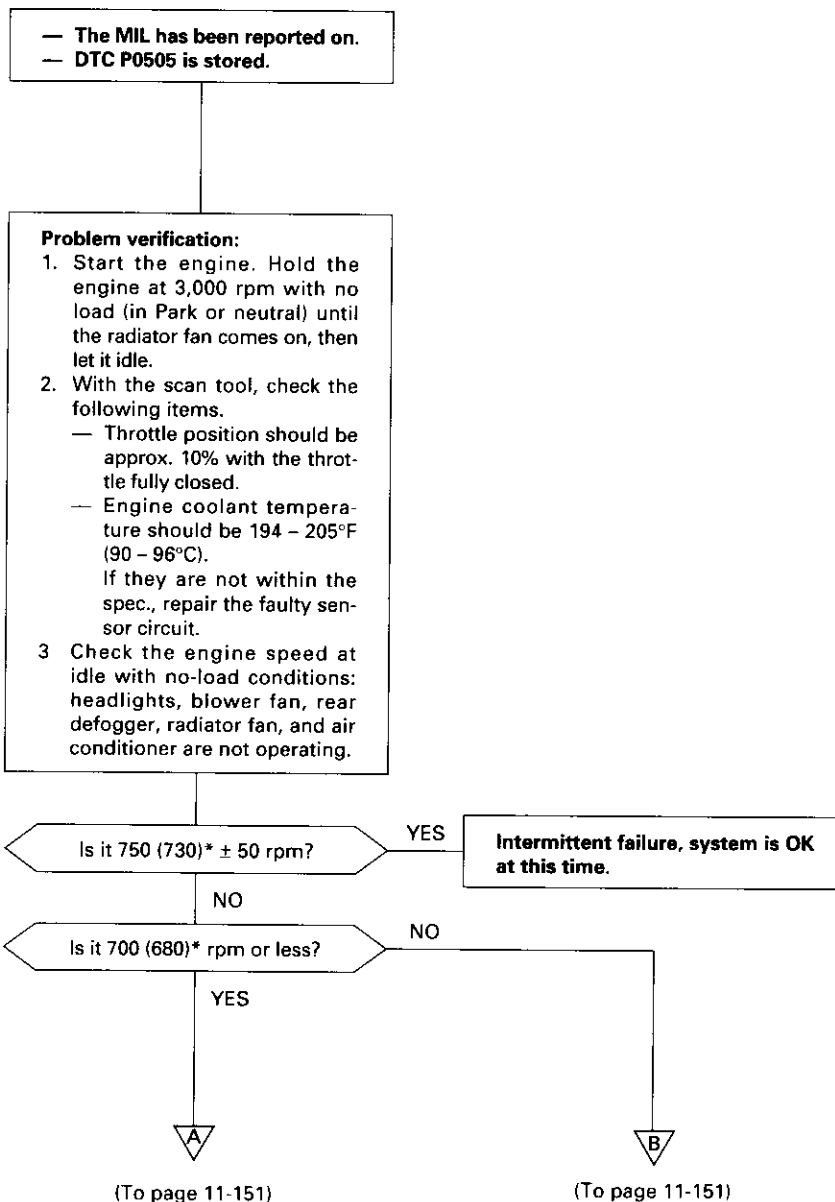 — The MIL has been reported on.
— DTC P0505 is stored.
Problem verification:
1. Start the engine. Hold the
engine at 3,000 rpm with no
load (in Park or neutral) until
the radiator fan comes on, then
let it idle.
2. With the scan tool, check the
following items.
— Throttle position should be
approx. 10% with the throt-
tle fully closed.
— Engine coolant tempera-
ture should be 194 – 205°F
(90 – 96°C).
If they are not within the
spec., repair the faulty sen-
sor circuit.
3 Check the engine speed at
idle with no-load conditions:
headlights, blower fan, rear
defogger, radiator fan, and air
conditioner are not operating.
Is it 750 (730)* ± 50 rpm?
YES
Intermittent failure, system is OK
at this time.
NO
Is it 700 (680)* rpm or less?
NO
YES
A
B
(To page 11-151)
(To page 11-151)